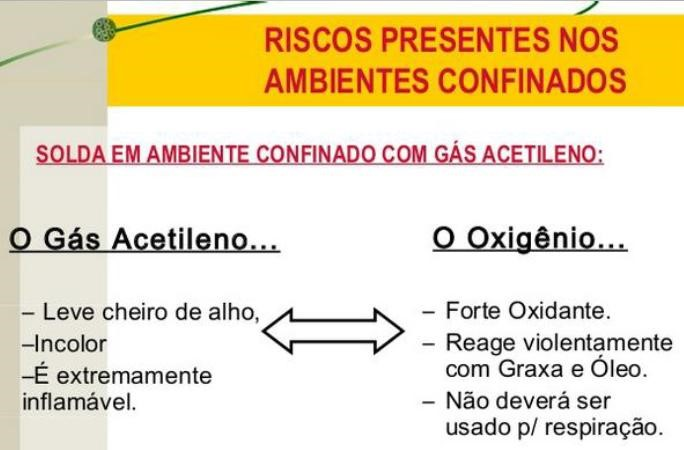 RISCOS PRESENTES NOS
AMBIENTES CONFINADOS
SOLDA EM AMBIENTE CONFINADO COM GÁS ACETILENO:
O Gás Acetileno...
– Leve cheiro de alho,
–Incolor
–É extremamente
inflamável.
O Oxigênio...
– Forte Oxidante.
– Reage violentamente
com Graxa e Óleo.
– Não deverá ser
usado p/ respiração.